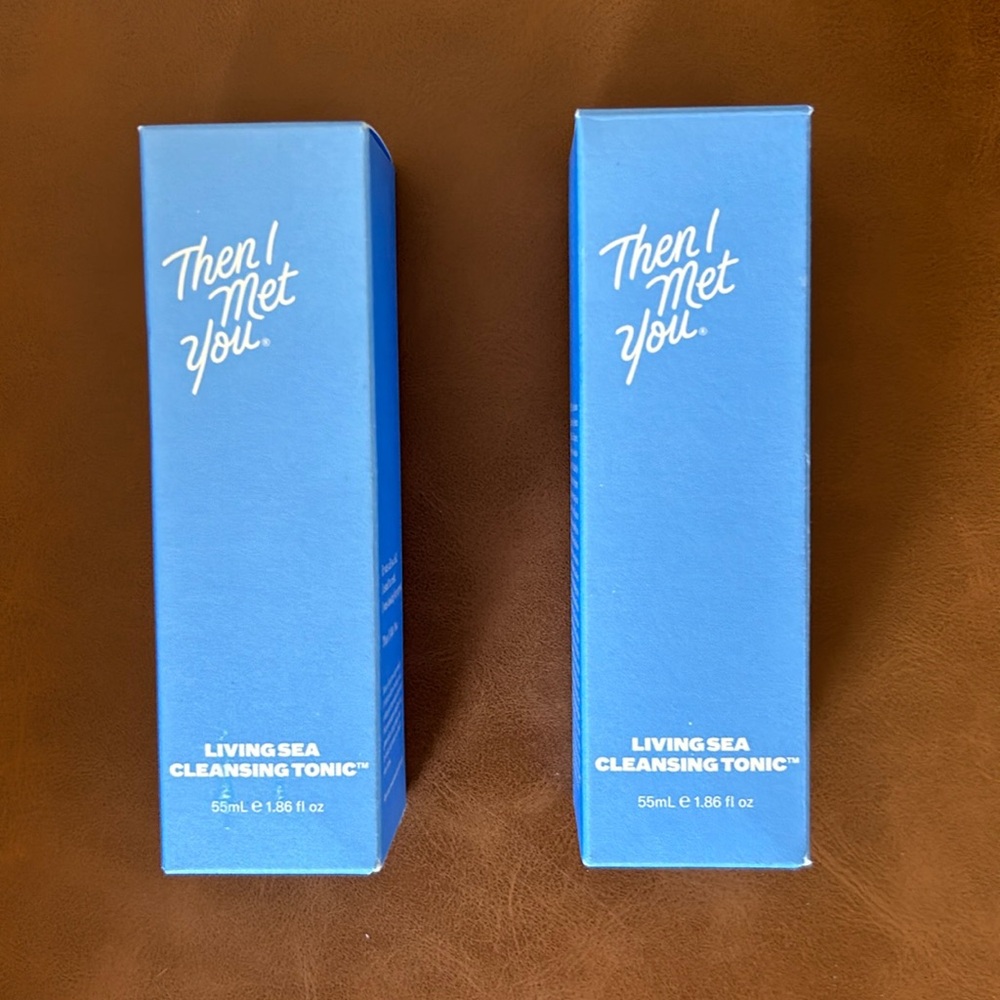 Then I
Met
You®
LIVING SEA
CLEANSING TONIC™
55mL ℮ 1.86 fl oz
Then I
Met
You®
LIVING SEA
CLEANSING TONIC™
55mL ℮ 1.86 fl oz